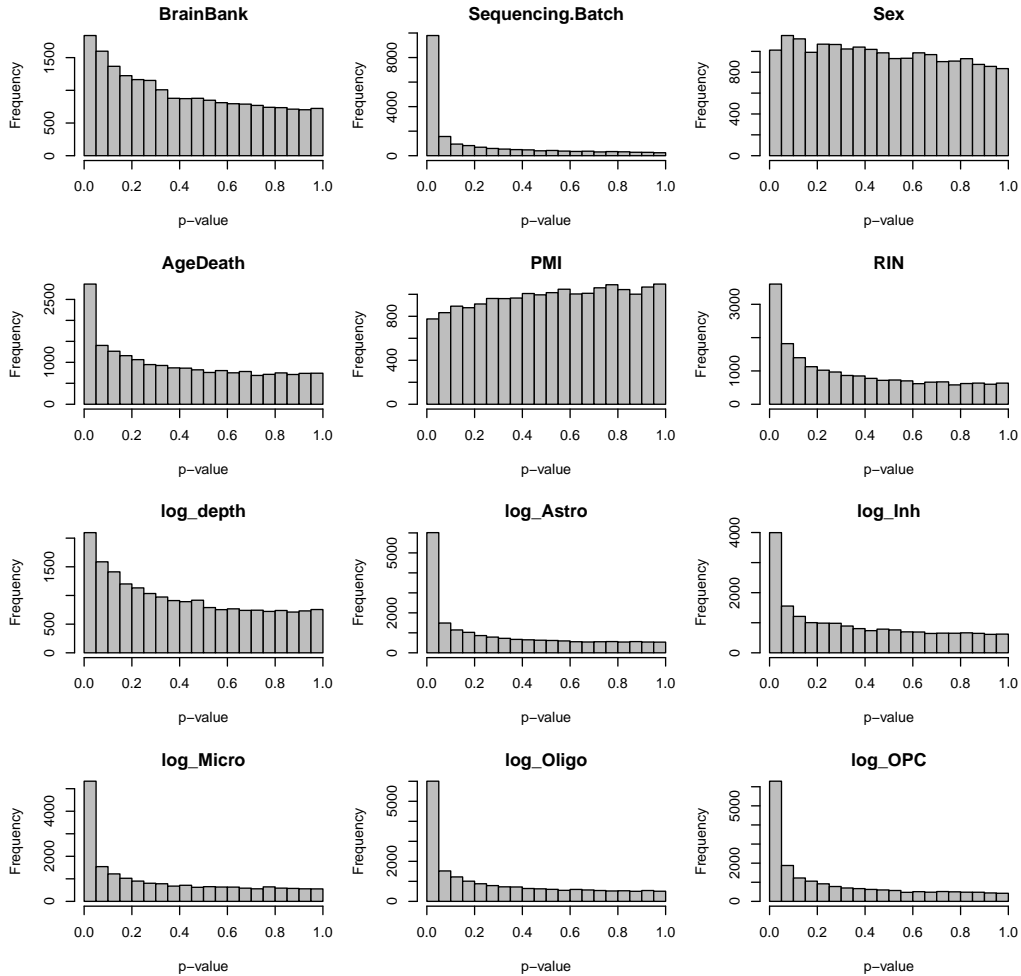 BrainBank Sequencing.Batch Sex
Frequency
0 500 1500
Frequency
0 4000 8000
Frequency
0 400 800
0.0 0.2 0.4 0.6 0.8 1.0 0.0 0.2 0.4 0.6 0.8 1.0 0.0 0.2 0.4 0.6 0.8 1.0
p−value p−value p−value
AgeDeath PMI RIN
Frequency
0 1000 2500
Frequency
0 400 800
Frequency
0 1000 3000
0.0 0.2 0.4 0.6 0.8 1.0 0.0 0.2 0.4 0.6 0.8 1.0 0.0 0.2 0.4 0.6 0.8 1.0
p−value p−value p−value
log_depth log_Astro log_Inh
Frequency
0 500 1500
Frequency
0 2000 5000
Frequency
0 1000 2000 4000
0.0 0.2 0.4 0.6 0.8 1.0 0.0 0.2 0.4 0.6 0.8 1.0 0.0 0.2 0.4 0.6 0.8 1.0
p−value p−value p−value
log_Micro log_Oligo log_OPC
Frequency
0 2000 4000
Frequency
0 2000 5000
Frequency
0 2000 5000
0.0 0.2 0.4 0.6 0.8 1.0 0.0 0.2 0.4 0.6 0.8 1.0 0.0 0.2 0.4 0.6 0.8 1.0
p−value p−value p−value